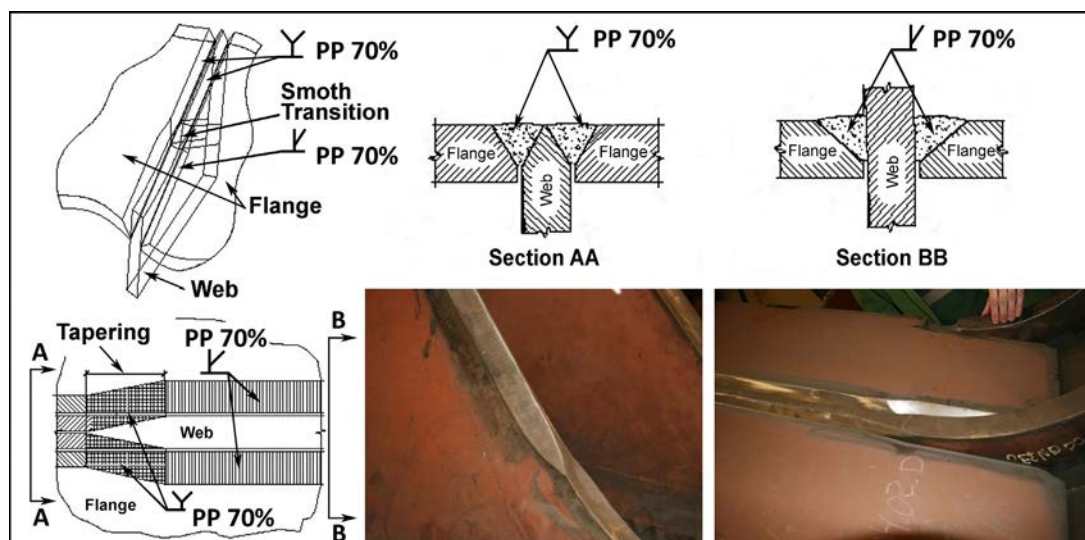 PP 70%
Smoth
Transition
PP 70%
Flange
Web
PP 70%
Flange
Flange
Web
Section AA
PP 70%
Flange
Flange
Web
Section BB
Tapering
PP 70%
A
B
Web
Flange
PP 70%
A
B